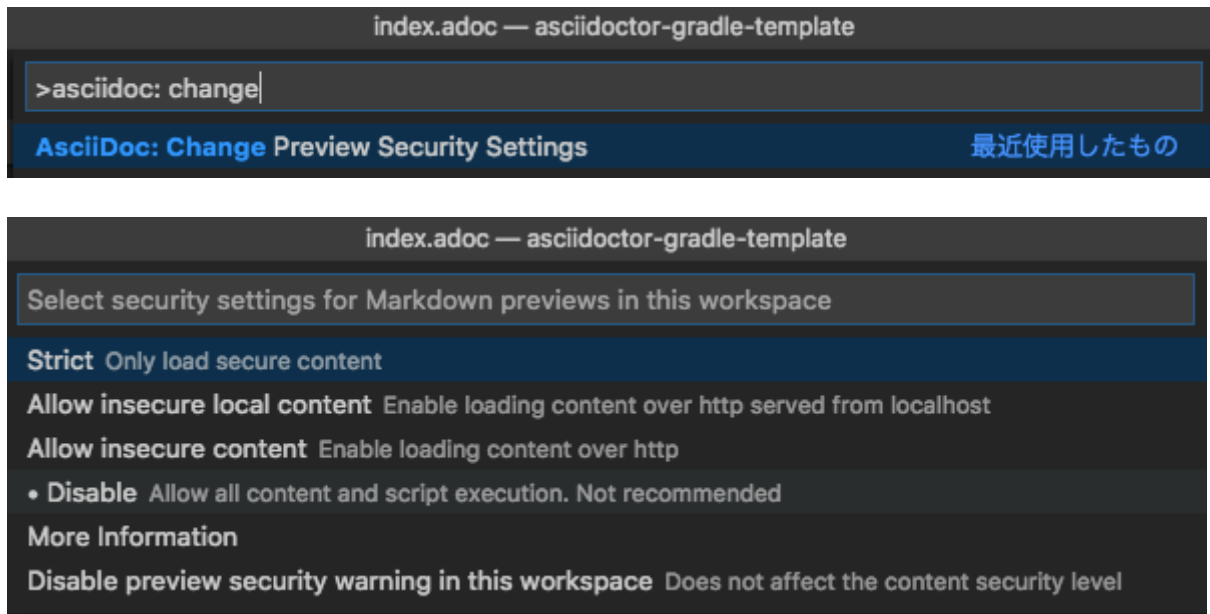 index.adoc — asciidoctor-gradle-template
>asciidoc: change
AsciiDoc: Change Preview Security Settings 最近使用したもの
index.adoc — asciidoctor-gradle-template
Select security settings for Markdown previews in this workspace
Strict Only load secure content
Allow insecure local content Enable loading content over http served from localhost
Allow insecure content Enable loading content over http
• Disable Allow all content and script execution. Not recommended
More Information
Disable preview security warning in this workspace Does not affect the content security level